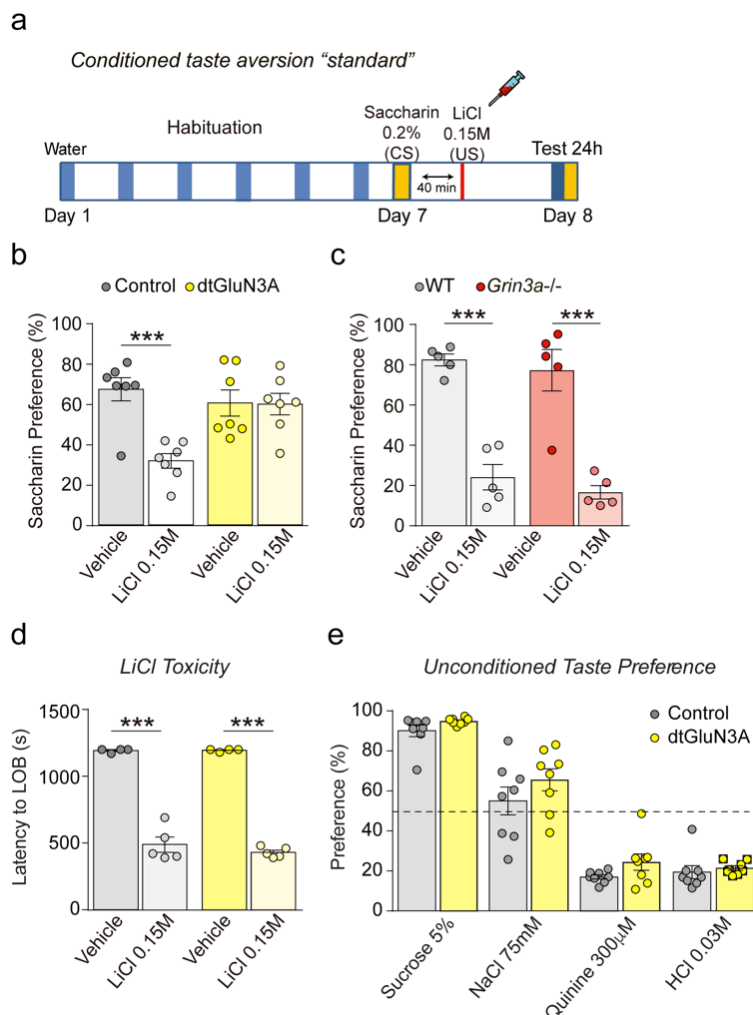 a
Conditioned taste aversion “standard”
Saccharin
0.2%
(CS)
LiCl
0.15M
(US)
Water
Habituation
Test 24h
40 min
Day 1
Day 7
Day 8
b
Control
dtGluN3A
***
Saccharin Preference (%)
100
80
60
40
20
0
Vehicle
LiCl 0.15M
Vehicle
LiCl 0.15M
c
WT
Grin3a-/-
***
***
Saccharin Preference (%)
100
80
60
40
20
0
Vehicle
LiCl 0.15M
Vehicle
LiCl 0.15M
d
LiCl Toxicity
***
***
Latency to LOB (s)
1500
1200
500
0
Vehicle
LiCl 0.15M
Vehicle
LiCl 0.15M
e
Unconditioned Taste Preference
Control
dtGluN3A
Preference (%)
100
80
60
40
20
0
Sucrose 5%
NaCl 75mM
Quinine 300µM
HCl 0.03M